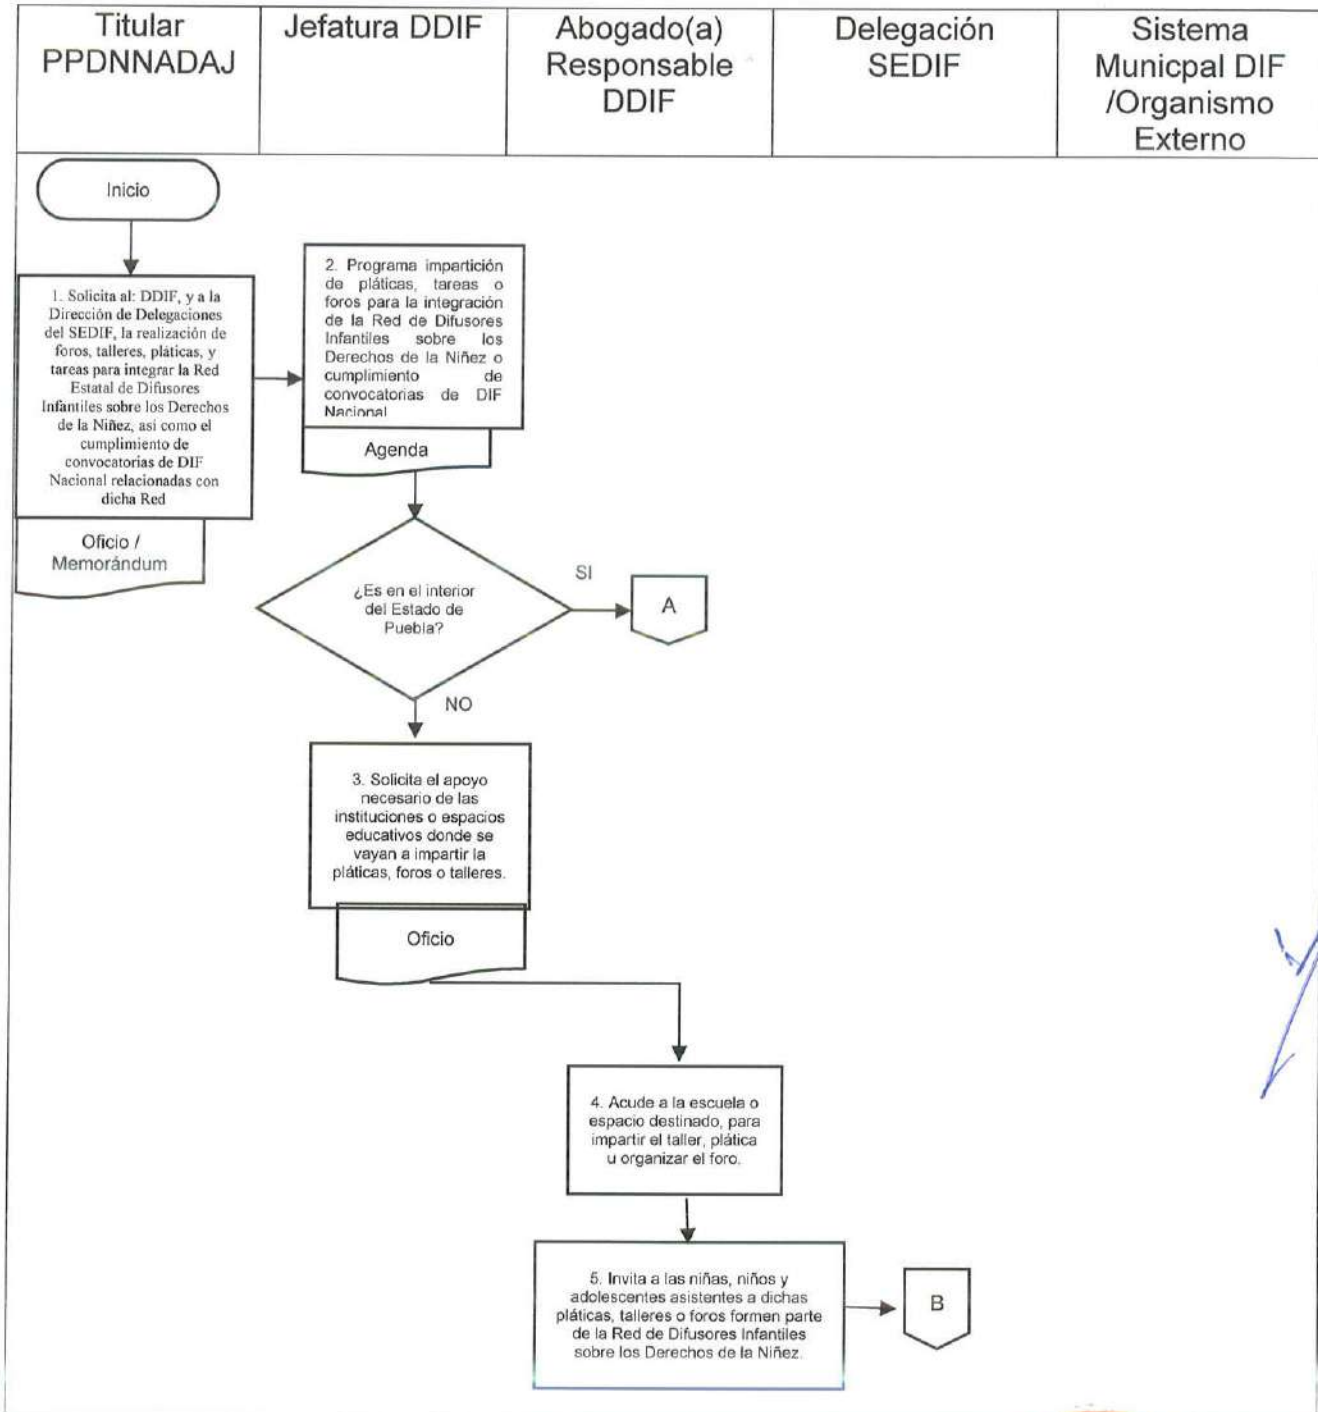 Titular
PPDNNADAJ
Jefatura DDIF
Abogado(a)
Responsable
DDIF
Delegación
SEDIF
Sistema
Municpal DIF
/Organismo
Externo
Inicio
1. Solicita al: DDIF, y a la
Dirección de Delegaciones
del SEDIF, la realización de
foros, talleres, pláticas, y
tareas para integrar la Red
Estatal de Difusores
Infantiles sobre los Derechos
de la Niñez, asi como el
cumplimiento de
convocatorias de DIF
Nacional relacionadas con
dicha Red
Oficio /
Memorándum
2. Programa impartición
de pláticas, tareas o
foros para la integración
de la Red de Difusores
Infantiles sobre los
Derechos de la Niñez o
cumplimiento de
convocatorias de DIF
Nacional
Agenda
¿Es en el interior
del Estado de
Puebla?
SI
A
NO
3. Solicita el apoyo
necesario de las
instituciones o espacios
educativos donde se
vayan a impartir la
pláticas, foros o talleres.
Oficio
4. Acude a la escuela o
espacio destinado, para
impartir el taller, plática
u organizar el foro.
5. Invita a las niñas, niños y
adolescentes asistentes a dichas
pláticas, talleres o foros formen parte
de la Red de Difusores Infantiles
sobre los Derechos de la Niñez.
B